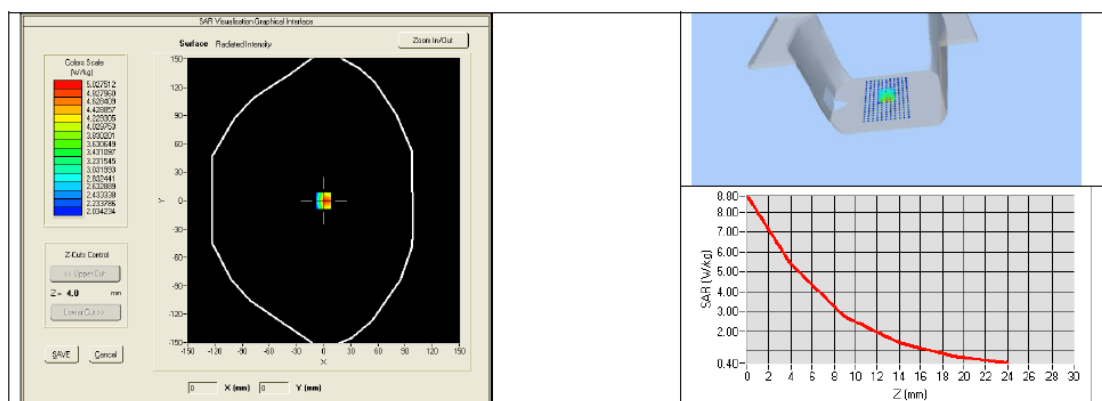 SAR Visualisation Graphical Interface
Surface Radiated Intensity
Zoom In/Out
Colors Scale
(W/kg)
5.027512
4.827960
4.628409
4.428857
4.229305
4.029753
3.830201
3.630649
3.431097
3.231545
3.031993
2.832441
2.632889
2.433338
2.233786
2.034234
Z-Cuts Control
<< Upper Cut
Z= 4.0 mm
Lower Cut >>
SAVE Cancel
150-
120-
90-
60-
30-
Y 0-
-30-
-60-
-90-
-120-
-150-
-150 -120 -90 -60 -30 0 30 60 90 120 150
X
0 X (mm) 0 Y (mm)
8.80
8.00
7.00
6.00
5.00
4.00
3.00
2.00
0.40
SAR (W/kg)
0 2 4 6 8 10 12 14 16 18 20 22 24 26 28 30
Z (mm)